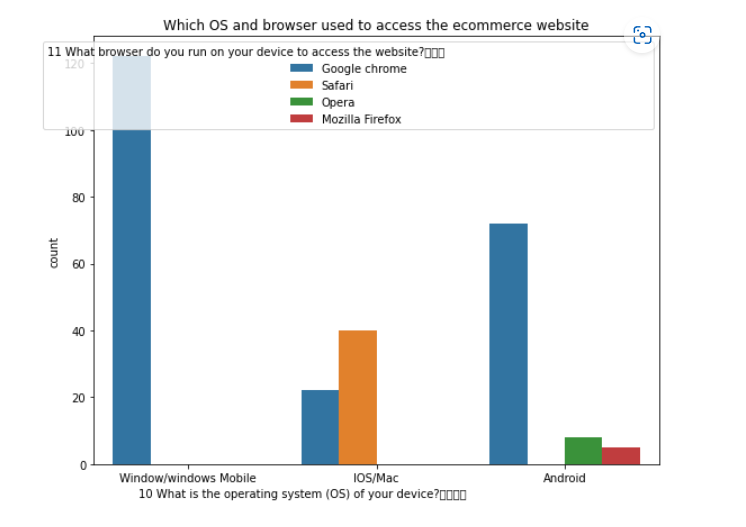 Which OS and browser used to access the ecommerce website
11 What browser do you run on your device to access the website?□□□
Google chrome
Safari
Opera
Mozilla Firefox
120
100
80
60
40
20
0
count
Window/windows Mobile IOS/Mac Android
10 What is the operating system (OS) of your device?□□□□